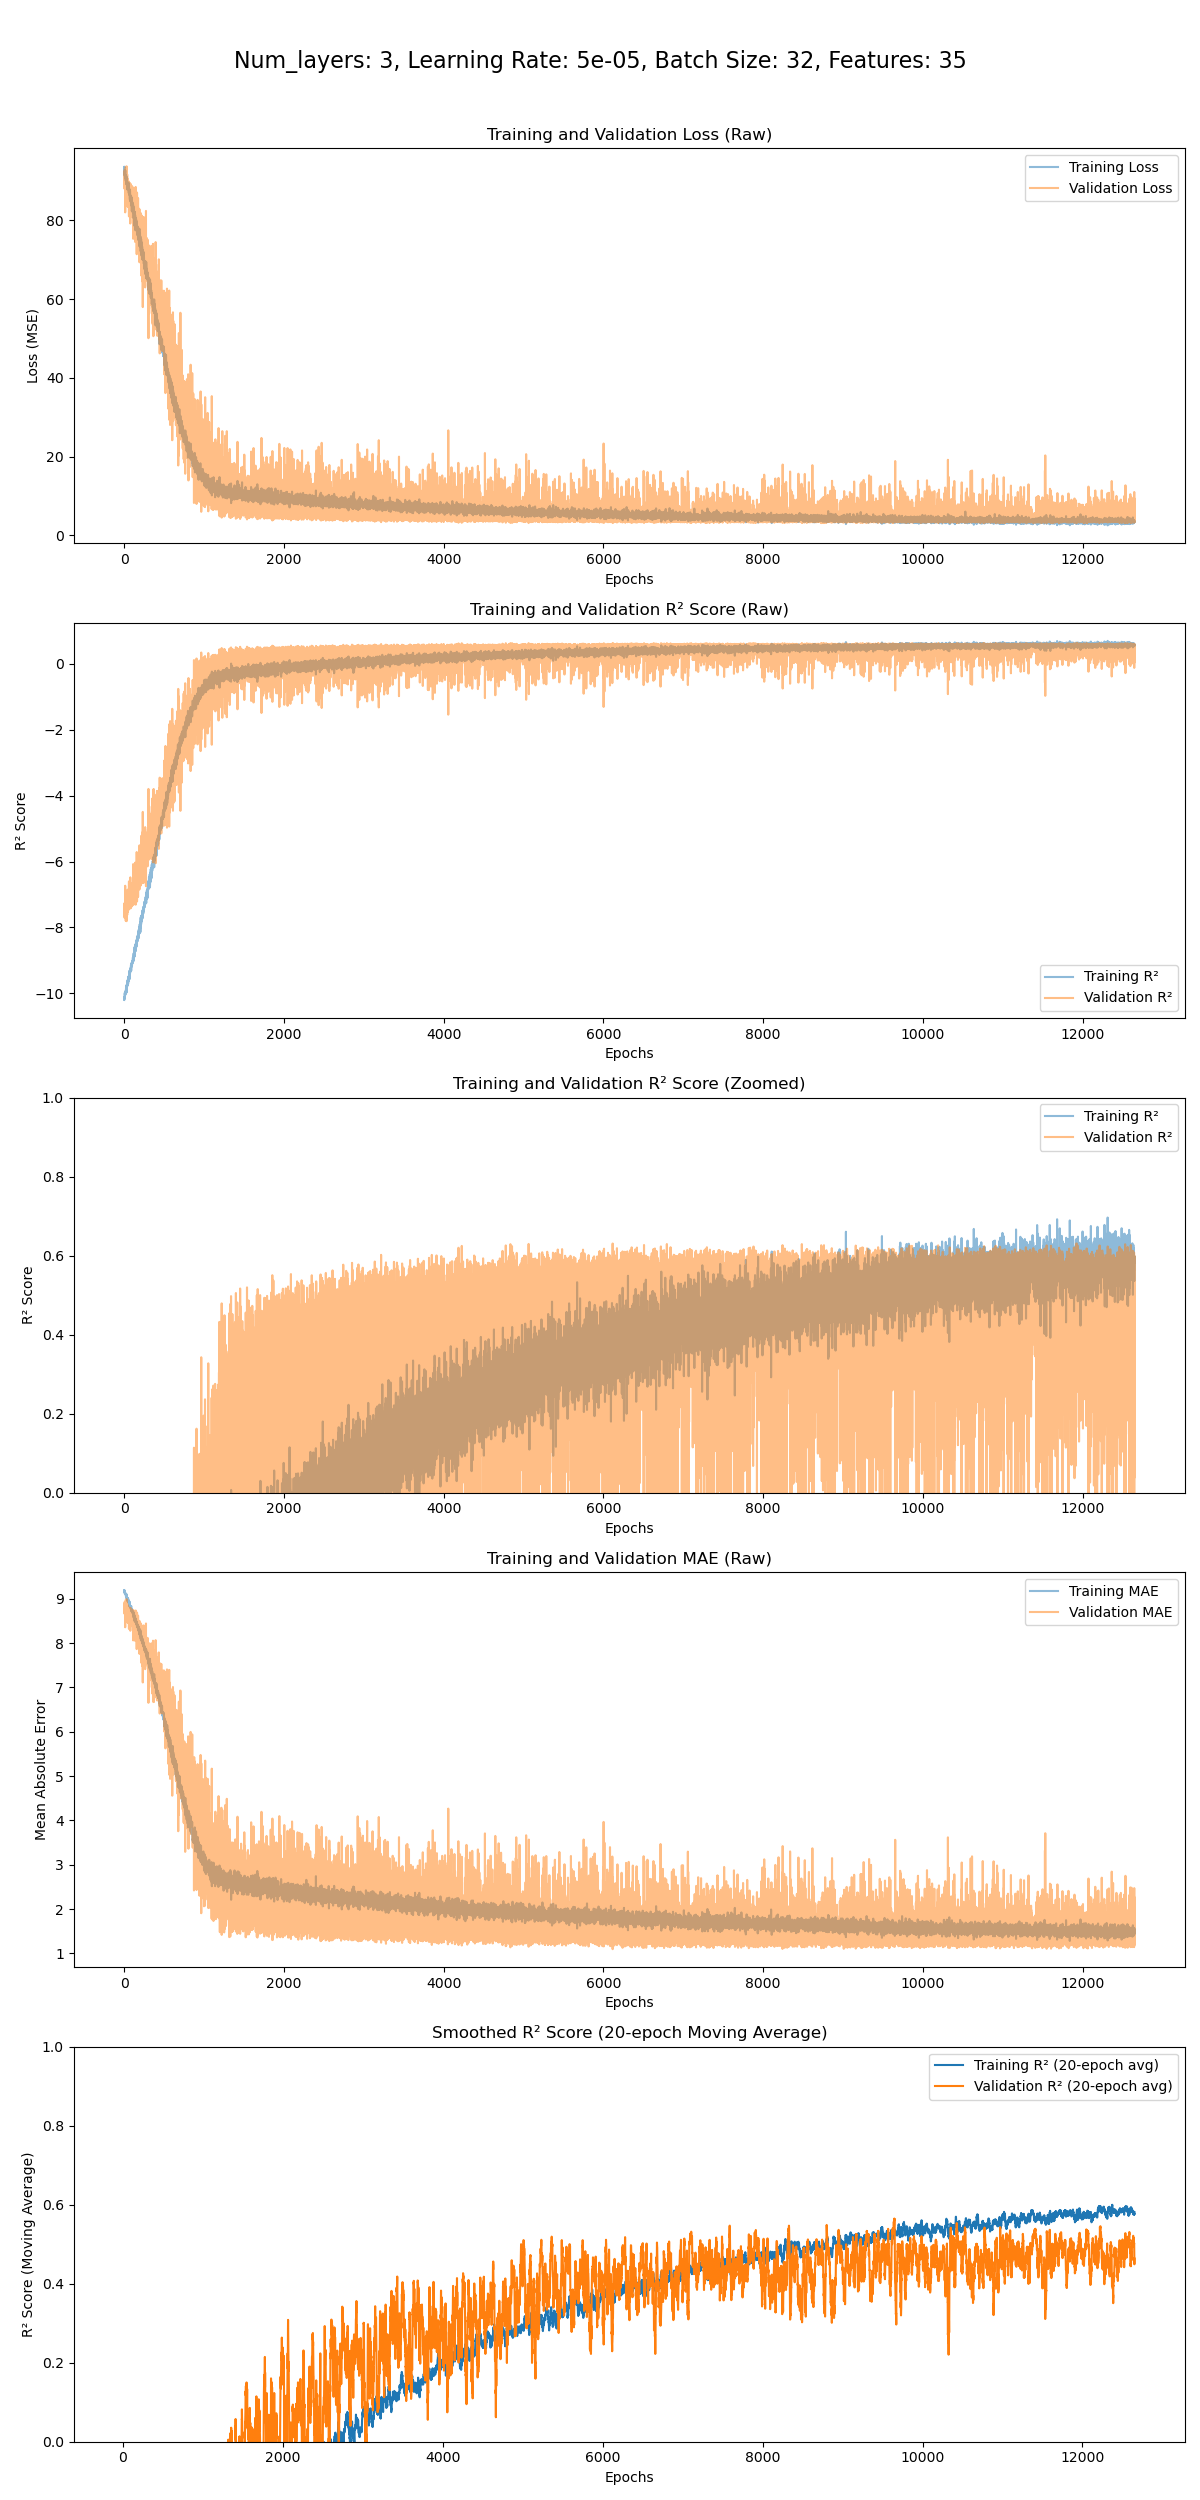 Num_layers: 3, Learning Rate: 5e-05, Batch Size: 32, Features: 35
Training and Validation Loss (Raw)
Training Loss
Validation Loss
80
60
40
20
0
Loss (MSE)
0 2000 4000 6000 8000 10000 12000
Epochs
Training and Validation R² Score (Raw)
0
−2
−4
−6
−8
−10
R² Score
Training R²
Validation R²
0 2000 4000 6000 8000 10000 12000
Epochs
Training and Validation R² Score (Zoomed)
Training R²
Validation R²
1.0
0.8
0.6
0.4
0.2
0.0
R² Score
0 2000 4000 6000 8000 10000 12000
Epochs
Training and Validation MAE (Raw)
Training MAE
Validation MAE
9
8
7
6
5
4
3
2
1
Mean Absolute Error
0 2000 4000 6000 8000 10000 12000
Epochs
Smoothed R² Score (20-epoch Moving Average)
Training R² (20-epoch avg)
Validation R² (20-epoch avg)
1.0
0.8
0.6
0.4
0.2
0.0
R² Score (Moving Average)
0 2000 4000 6000 8000 10000 12000
Epochs